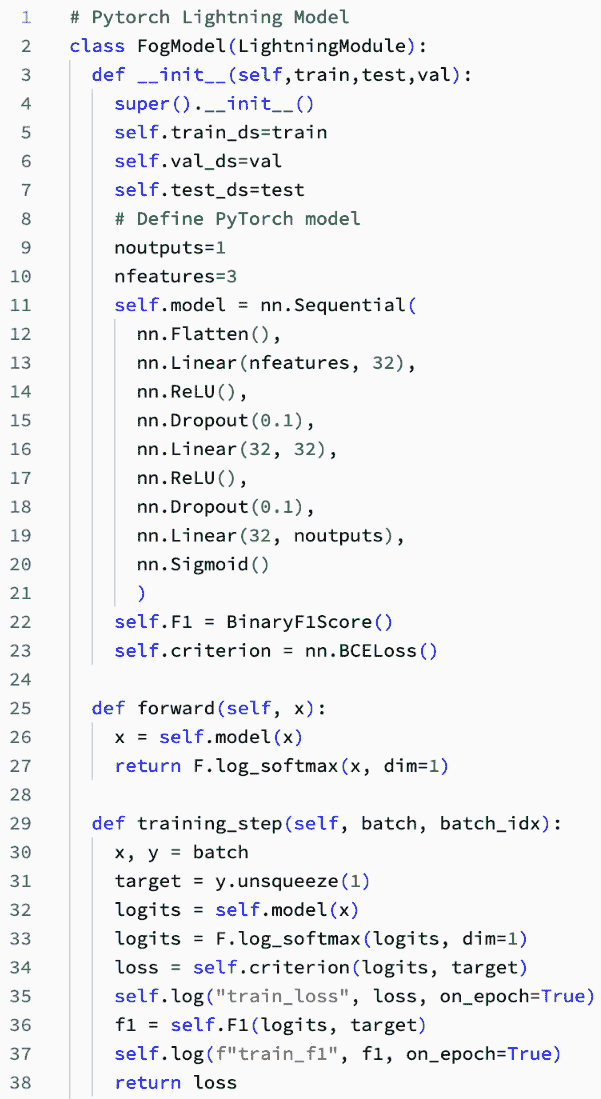 1 # Pytorch Lightning Model
2 class FogModel(LightningModule):
3 def __init__(self,train,test,val):
4 super().__init__()
5 self.train_ds=train
6 self.val_ds=val
7 self.test_ds=test
8 # Define PyTorch model
9 noutputs=1
10 nfeatures=3
11 self.model = nn.Sequential(
12 nn.Flatten(),
13 nn.Linear(nfeatures, 32),
14 nn.ReLU(),
15 nn.Dropout(0.1),
16 nn.Linear(32, 32),
17 nn.ReLU(),
18 nn.Dropout(0.1),
19 nn.Linear(32, noutputs),
20 nn.Sigmoid()
21 )
22 self.F1 = BinaryF1Score()
23 self.criterion = nn.BCELoss()
24
25 def forward(self, x):
26 x = self.model(x)
27 return F.log_softmax(x, dim=1)
28
29 def training_step(self, batch, batch_idx):
30 x, y = batch
31 target = y.unsqueeze(1)
32 logits = self.model(x)
33 logits = F.log_softmax(logits, dim=1)
34 loss = self.criterion(logits, target)
35 self.log("train_loss", loss, on_epoch=True)
36 f1 = self.F1(logits, target)
37 self.log(f"train_f1", f1, on_epoch=True)
38 return loss